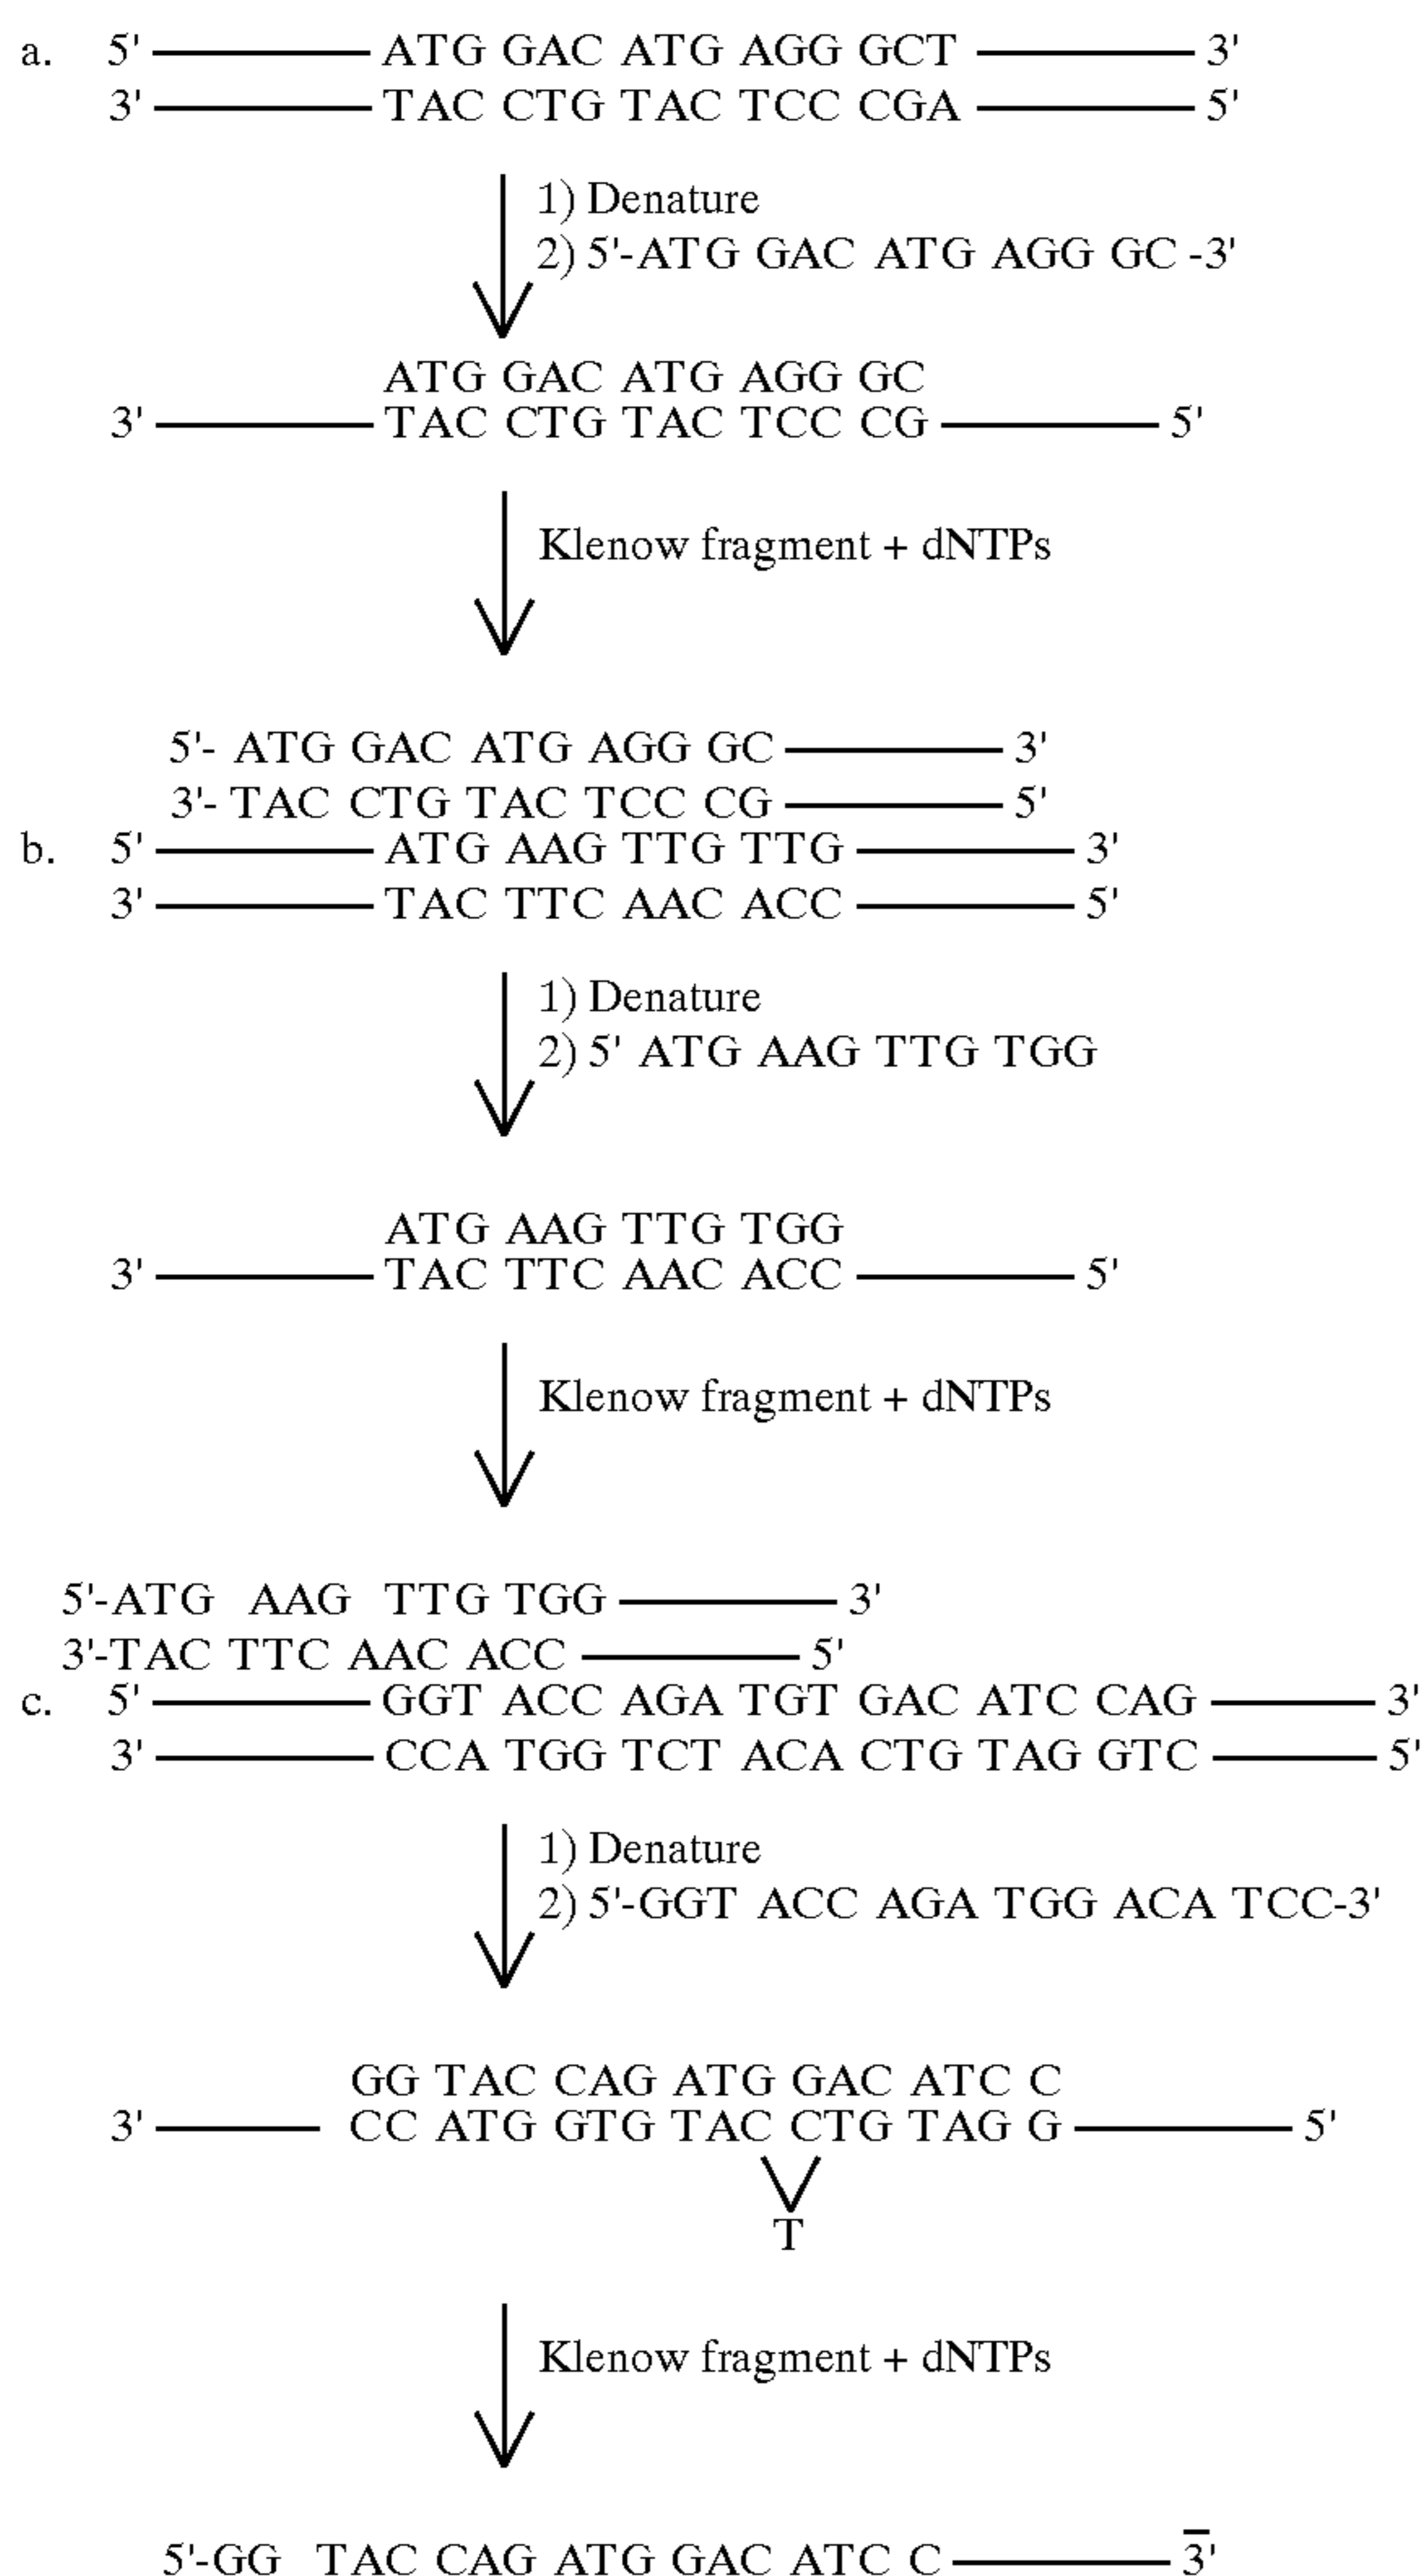 a. 5' ATG GAC ATG AGG GCT 3'
3' TAC CTG TAC TCC CGA 5'
1) Denature
2) 5'-ATG GAC ATG AGG GC -3'
ATG GAC ATG AGG GC
3' TAC CTG TAC TCC CG 5'
Klenow fragment + dNTPs
5'- ATG GAC ATG AGG GC 3'
3'- TAC CTG TAC TCC CG 5'
b. 5' ATG AAG TTG TTG 3'
3' TAC TTC AAC ACC 5'
1) Denature
2) 5' ATG AAG TTG TGG
ATG AAG TTG TGG
3' TAC TTC AAC ACC 5'
Klenow fragment + dNTPs
5'-ATG AAG TTG TGG 3'
3'-TAC TTC AAC ACC 5'
c. 5' GGT ACC AGA TGT GAC ATC CAG 3'
3' CCA TGG TCT ACA CTG TAG GTC 5'
1) Denature
2) 5'-GGT ACC AGA TGG ACA TCC-3'
GG TAC CAG ATG GAC ATC C
3' CC ATG GTG TAC CTG TAG G 5'
T
Klenow fragment + dNTPs
5'-GG TAC CAG ATG GAC ATC C 3'